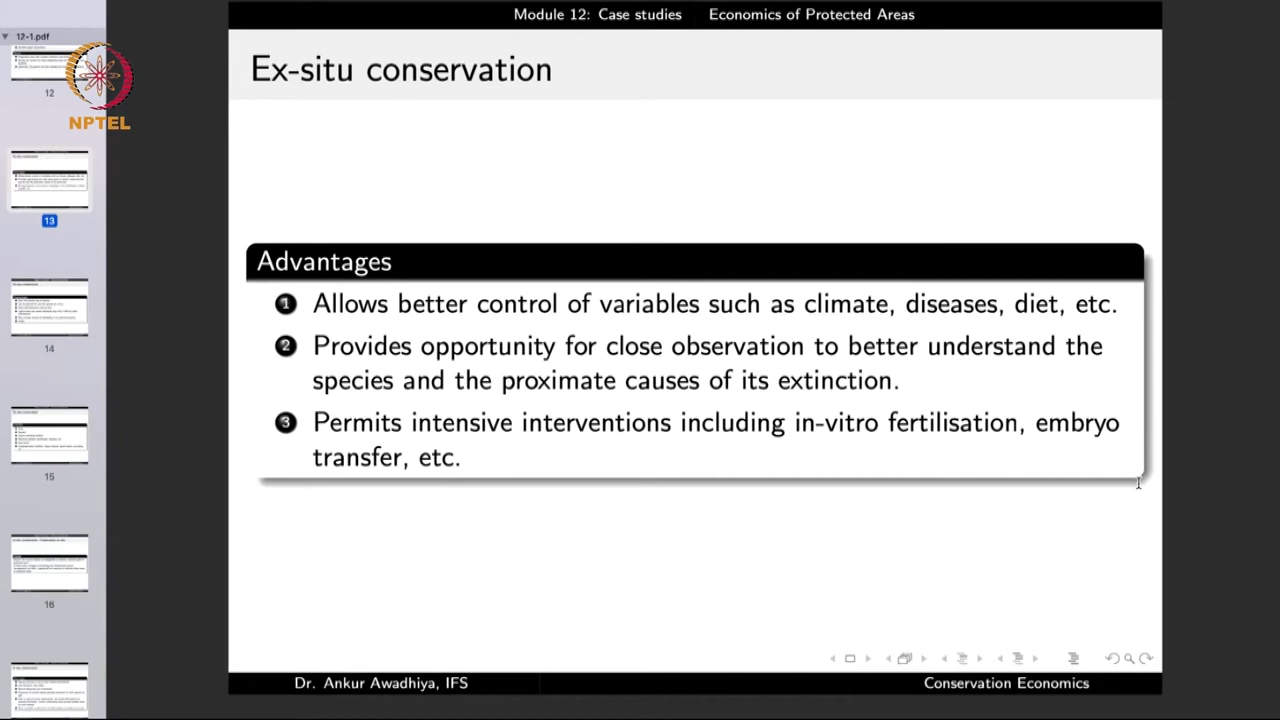 Module 12: Case studies Economics of Protected Areas
12-1.pdf
NPTEL
12
13
14
15
16
Ex-situ conservation
Advantages
1 Allows better control of variables such as climate, diseases, diet, etc.
2 Provides opportunity for close observation to better understand the
species and the proximate causes of its extinction.
3 Permits intensive interventions including in-vitro fertilisation, embryo
transfer, etc.
Dr. Ankur Awadhiya, IFS Conservation Economics